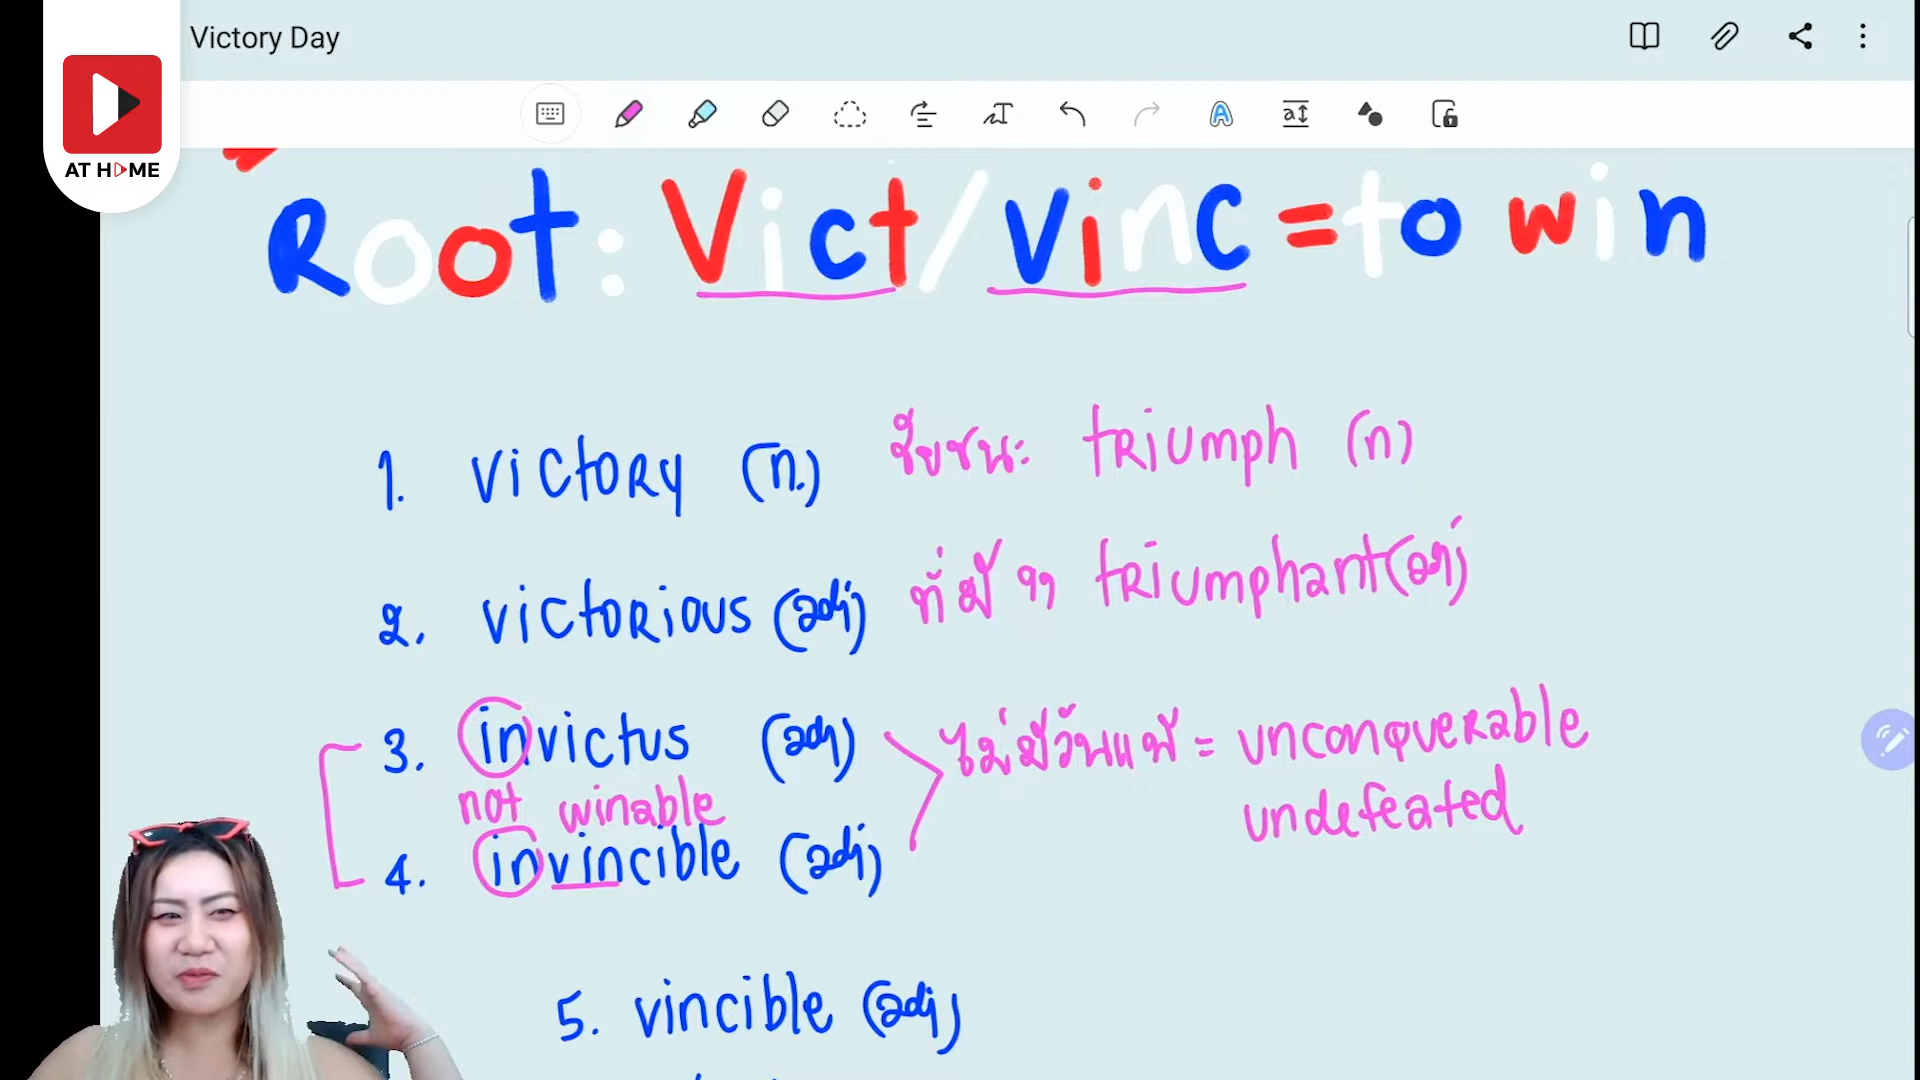 Victory Day
AT HOME
Root: Vict/vinc = to win
1. victory (n.) ชัยชนะ triumph (n)
2. victorious (adj) ที่มี ๆๆ triumphant (adj)
3. invictus (adj) ไม่มีวันแพ้ = unconquerable
not winable undefeated
4. invincible (adj)
5. vincible (adj)